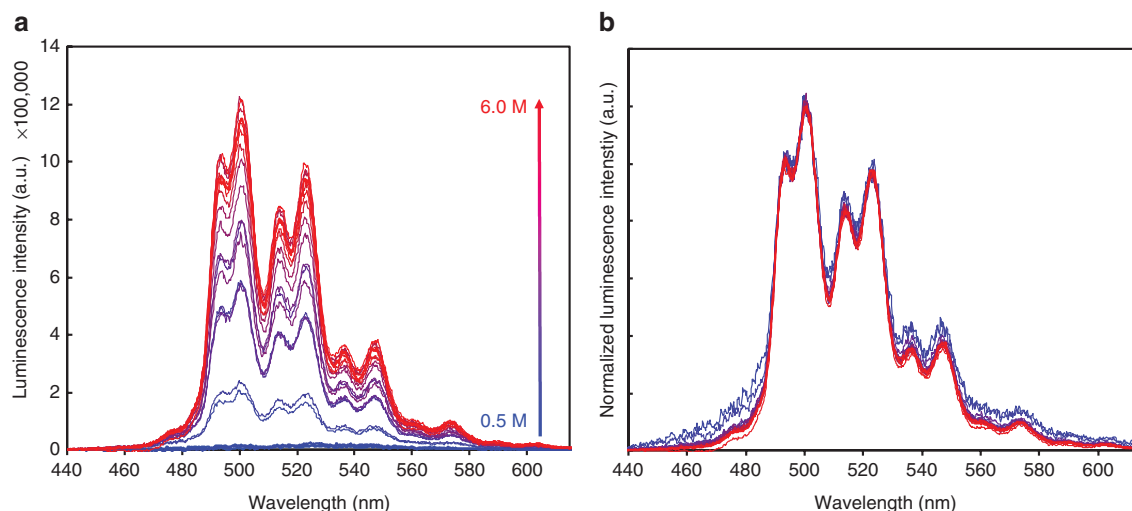 a
Luminescence intensity (a.u.) ×100,000
14
12
10
8
6
4
2
0
6.0 M
0.5 M
440 460 480 500 520 540 560 580 600
Wavelength (nm)
b
Normalized luminescence intenstiy (a.u.)
440 460 480 500 520 540 560 580 600
Wavelength (nm)